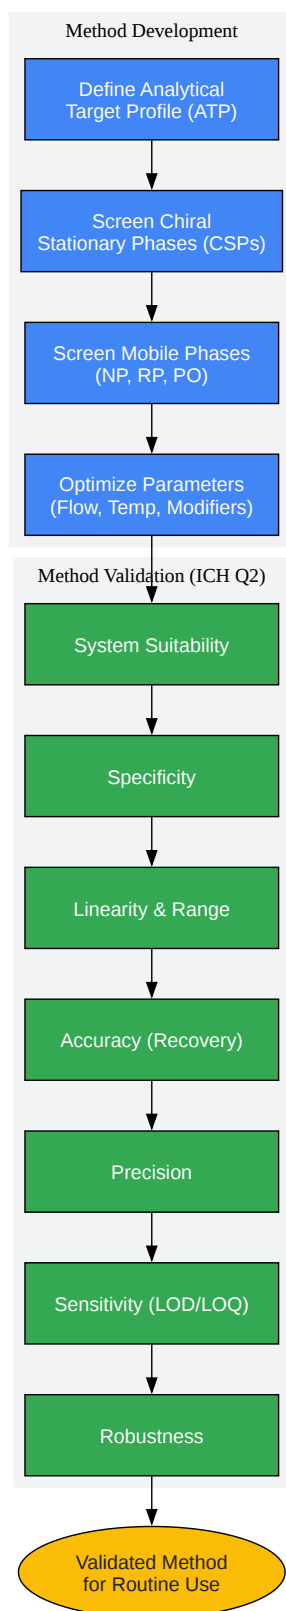 Method Development
Define Analytical
Target Profile (ATP)
Screen Chiral
Stationary Phases (CSPs)
Screen Mobile Phases
(NP, RP, PO)
Optimize Parameters
(Flow, Temp, Modifiers)
Method Validation (ICH Q2)
System Suitability
Specificity
Linearity & Range
Accuracy (Recovery)
Precision
Sensitivity (LOD/LOQ)
Robustness
Validated Method
for Routine Use